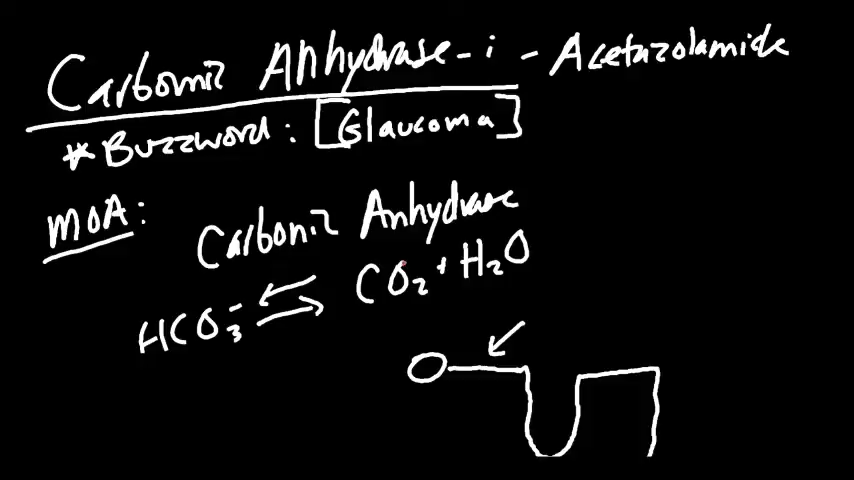 Carbonic Anhydrase-i - Acetazolamide
* Buzzword: [Glaucoma]
MOA:
Carbonic Anhydrase
HCO3- ⇌ CO2 + H2O